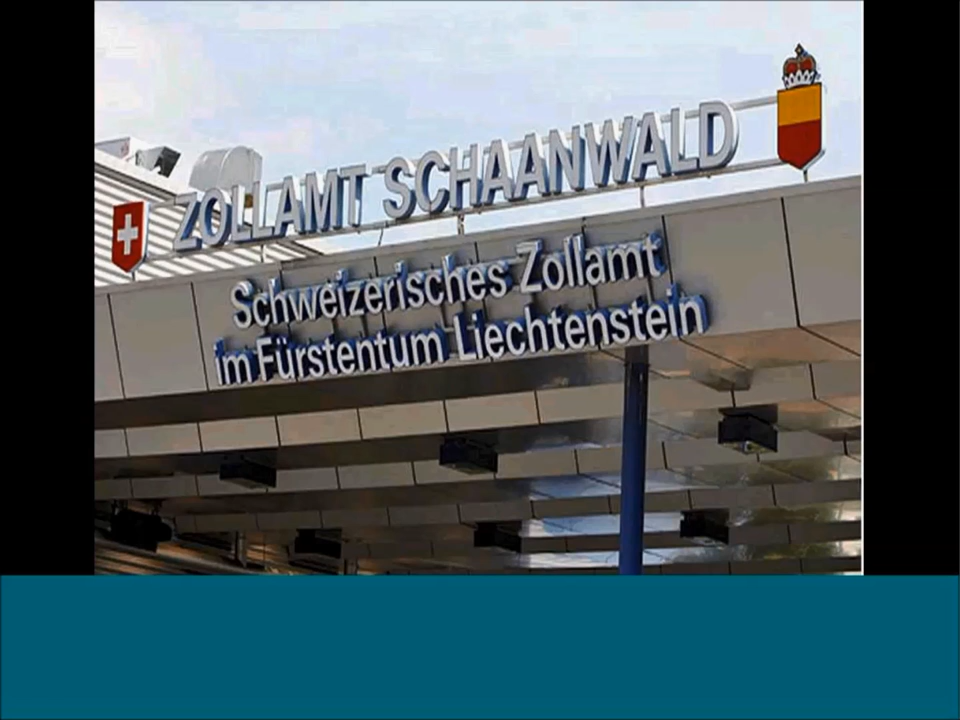 ZOLLAMT SCHAANWALD
Schweizerisches Zollamt
im Fürstentum Liechtenstein